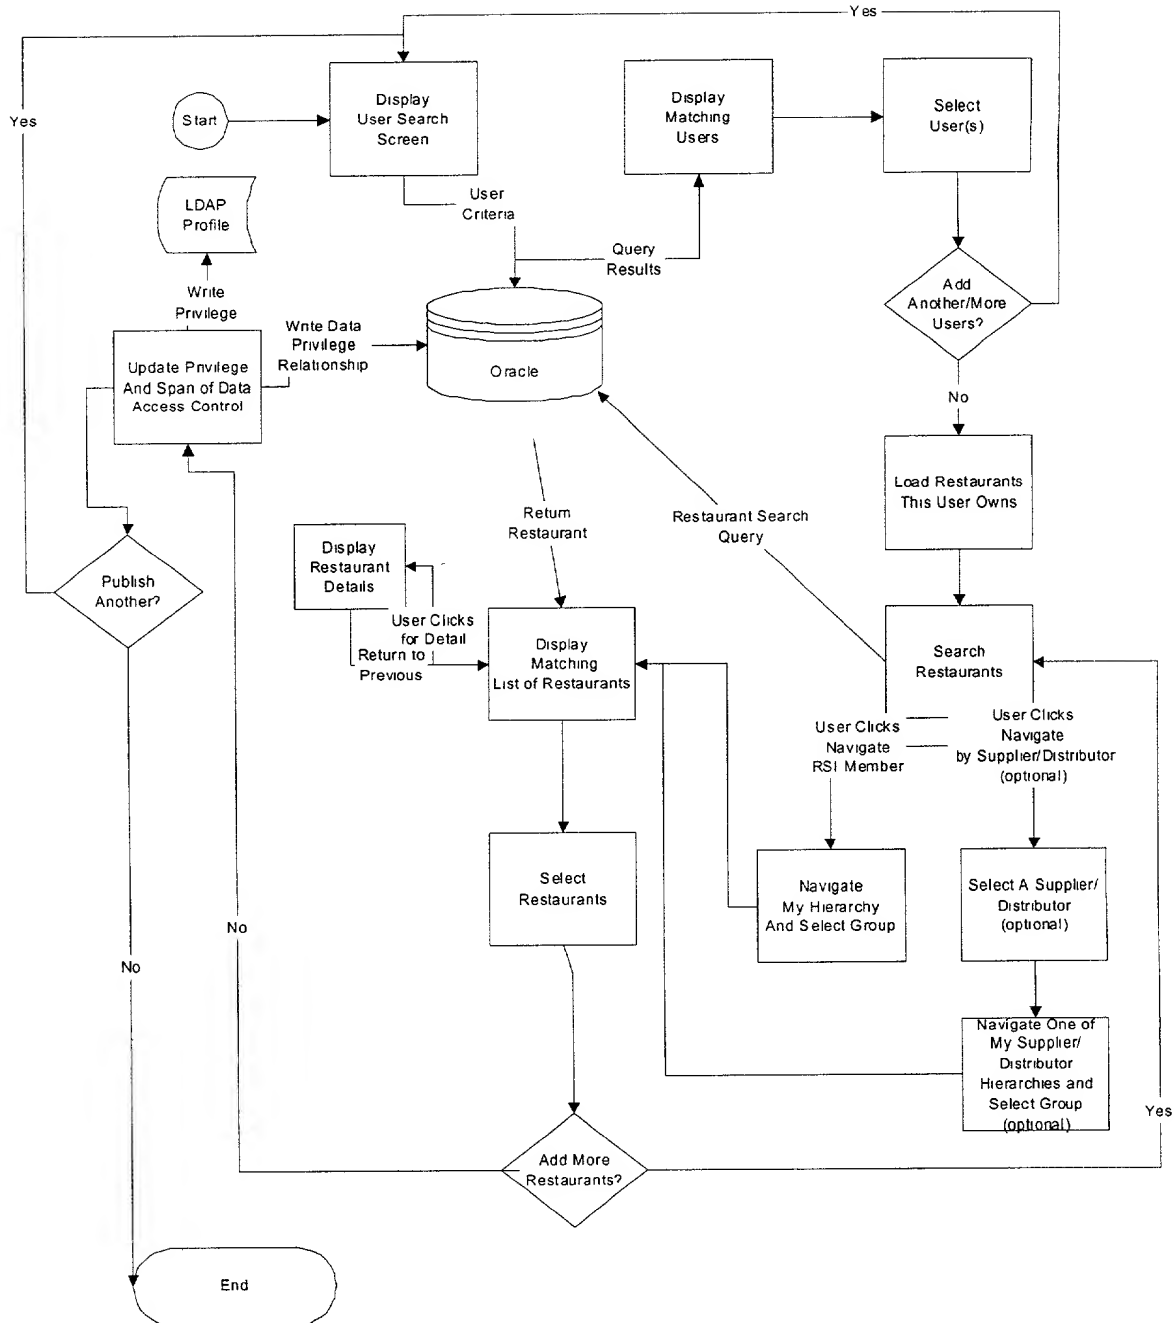 Yes
Yes
Start
Display
User Search
Screen
Display
Matching
Users
Select
User(s)
LDAP
Profile
User
Criteria
Query
Results
Write
Privilege
Add
Another/More
Users?
Write Data
Privilege
Relationship
Update Privilege
And Span of Data
Access Control
Oracle
No
Load Restaurants
This User Owns
Return
Restaurant
Restaurant Search
Query
Display
Restaurant
Details
Publish
Another?
User Clicks
for Detail
Return to
Previous
Display
Matching
List of Restaurants
Search
Restaurants
User Clicks
Navigate
RSI Member
User Clicks
Navigate
by Supplier/Distributor
(optional)
Select
Restaurants
Navigate
My Hierarchy
And Select Group
Select A Supplier/
Distributor
(optional)
No
No
Navigate One of
My Supplier/
Distributor
Hierarchies and
Select Group
(optional)
Yes
Add More
Restaurants?
End